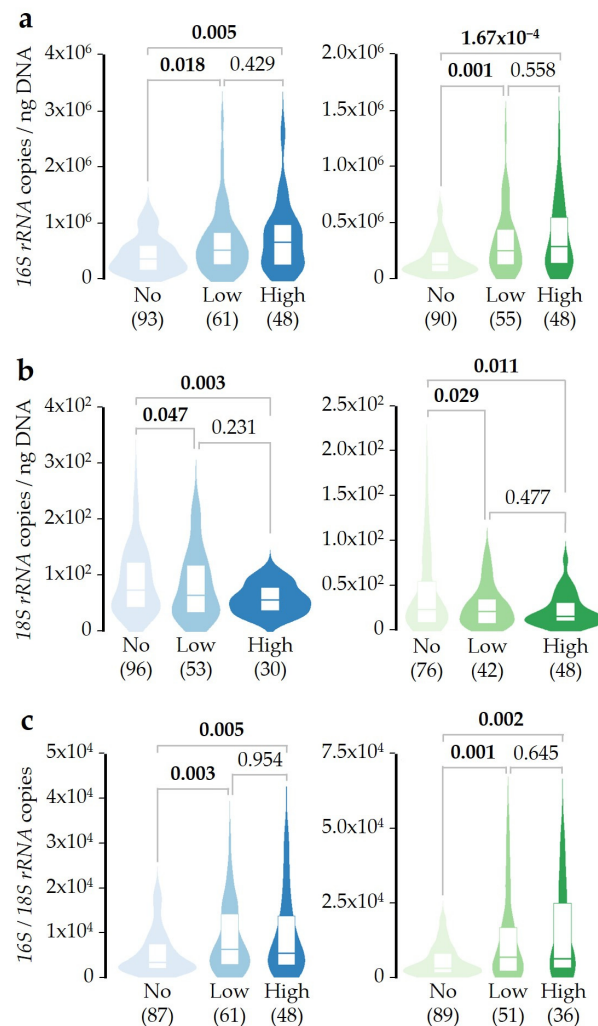 a
16S rRNA copies / ng DNA
4x10⁶
3x10⁶
2x10⁶
1x10⁶
0
0.005
0.018 0.429
No Low High
(93) (61) (48)
2.0x10⁶
1.5x10⁶
1.0x10⁶
0.5x10⁶
0
1.67x10⁻⁴
0.001 0.558
No Low High
(90) (55) (48)
b
18S rRNA copies / ng DNA
4x10²
3x10²
2x10²
1x10²
0
0.003
0.047
0.231
No Low High
(96) (53) (30)
2.5x10²
2.0x10²
1.5x10²
1.0x10²
0.5x10²
0
0.011
0.029
0.477
No Low High
(76) (42) (48)
c
16S / 18S rRNA copies
5x10⁴
4x10⁴
3x10⁴
2x10⁴
1x10⁴
0
0.005
0.954
0.003
No Low High
(87) (61) (48)
7.5x10⁴
5.0x10⁴
2.5x10⁴
0
0.002
0.001 0.645
No Low High
(89) (51) (36)